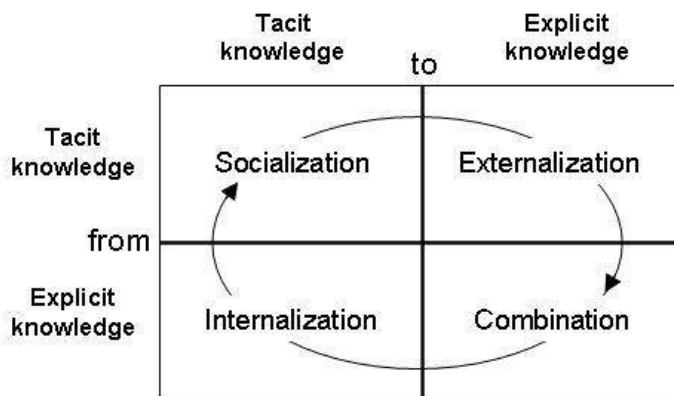 Tacit
knowledge
to
Explicit
knowledge
Tacit
knowledge
Socialization
Externalization
from
Explicit
knowledge
Internalization
Combination